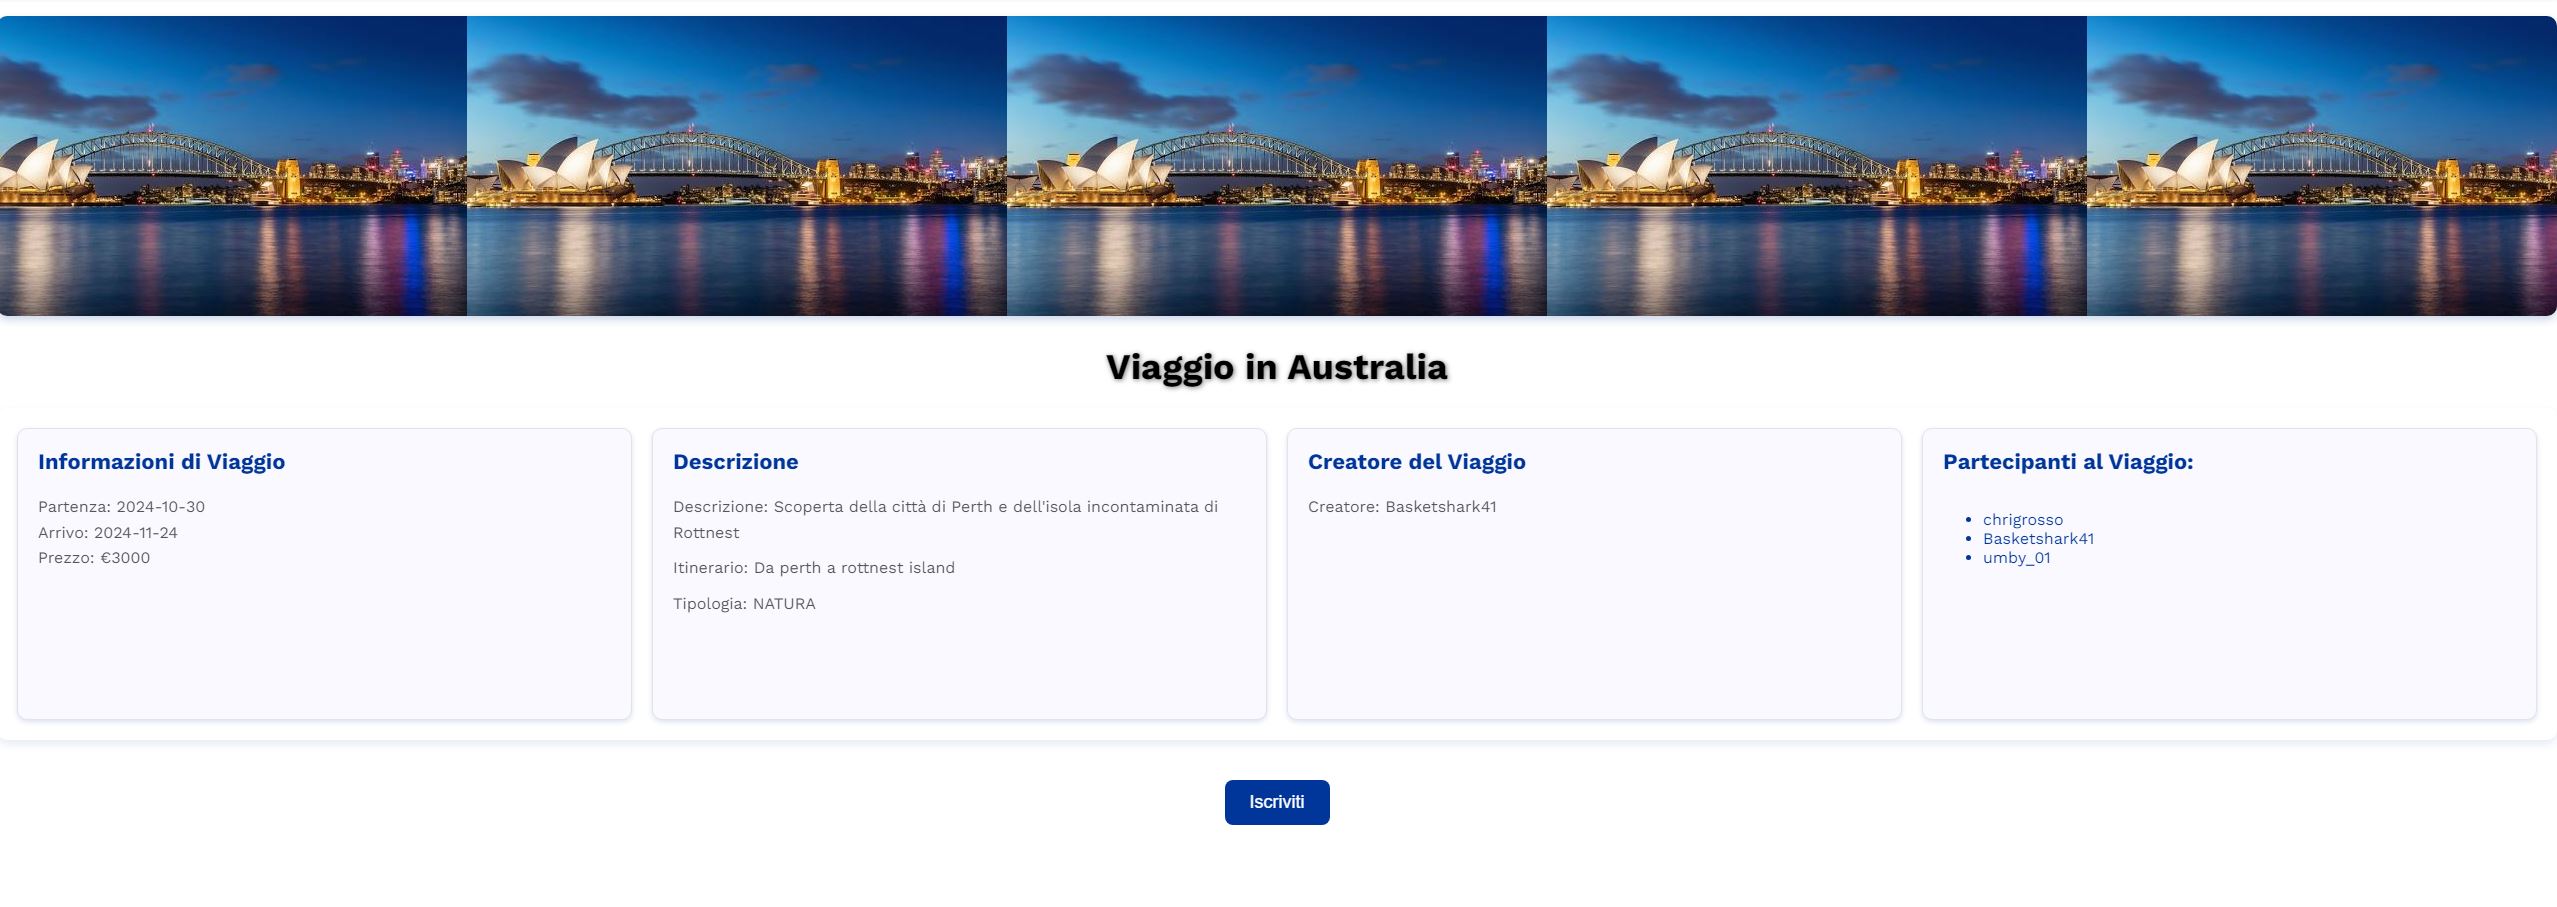 Viaggio in Australia
Informazioni di Viaggio
Partenza: 2024-10-30
Arrivo: 2024-11-24
Prezzo: €3000
Descrizione
Descrizione: Scoperta della città di Perth e dell'isola incontaminata di
Rottnest
Itinerario: Da perth a rottnest island
Tipologia: NATURA
Creatore del Viaggio
Creatore: Basketshark41
Partecipanti al Viaggio:
• chrigrosso
• Basketshark41
• umby_01
Iscriviti